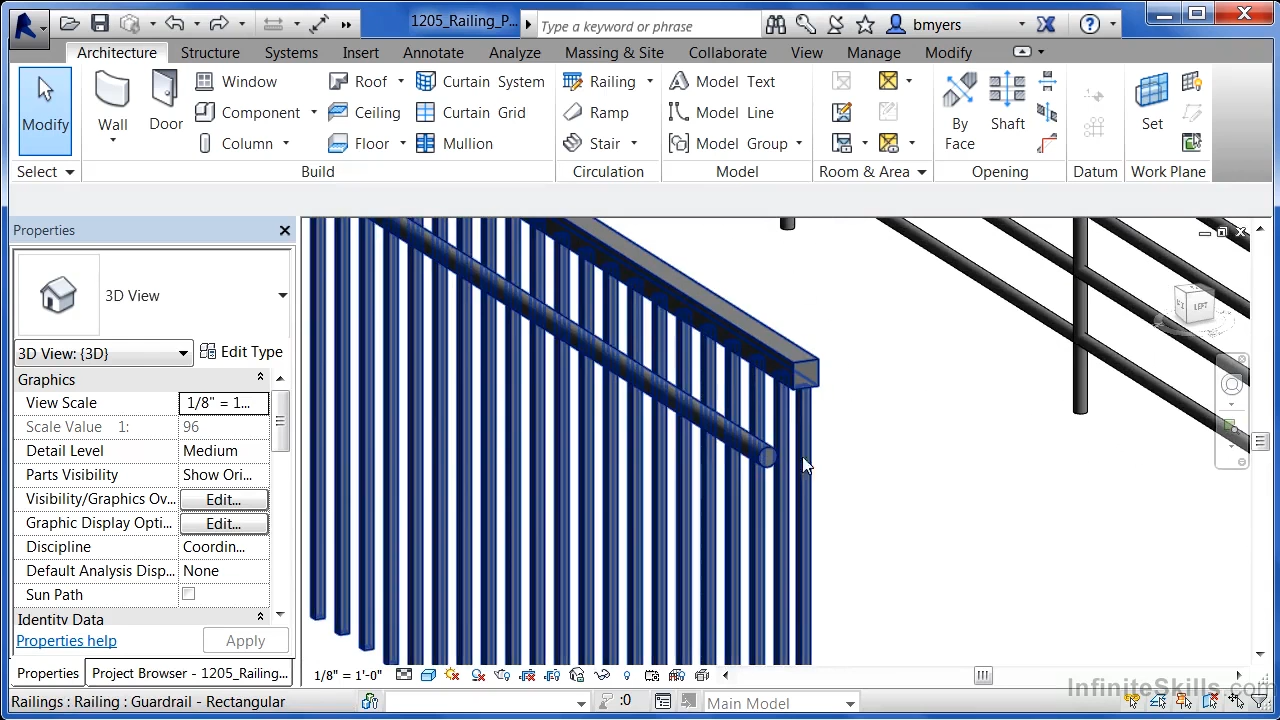 1205_Railing_P...
Type a keyword or phrase
bmyers
Architecture Structure Systems Insert Annotate Analyze Massing & Site Collaborate View Manage Modify
Modify
Wall
Door
Window
Component
Column
Roof
Ceiling
Floor
Curtain System
Curtain Grid
Mullion
Railing
Ramp
Stair
Model Text
Model Line
Model Group
By Face
Shaft
Set
Select Build Circulation Model Room & Area Opening Datum Work Plane
Properties
3D View
3D View: {3D} Edit Type
Graphics
View Scale 1/8" = 1...
Scale Value 1: 96
Detail Level Medium
Parts Visibility Show Ori...
Visibility/Graphics Ov... Edit...
Graphic Display Opti... Edit...
Discipline Coordin...
Default Analysis Disp... None
Sun Path
Identity Data
Properties help Apply
Properties Project Browser - 1205_Railing...
LEFT
1/8" = 1'-0"
InfiniteSkills.com
Railings : Railing : Guardrail - Rectangular
:0
Main Model